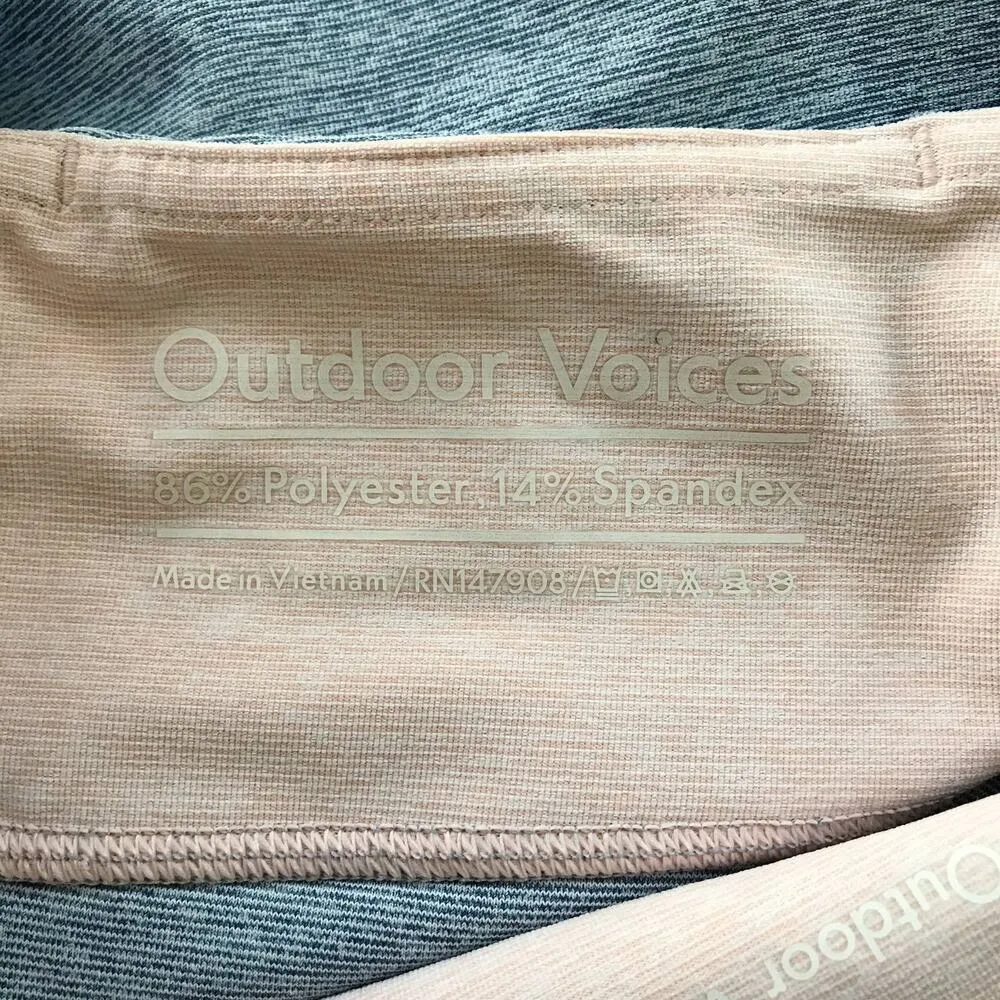 Outdoor Voices
86% Polyester, 14% Spandex
Made in Vietnam/RN147908/
Outdoor